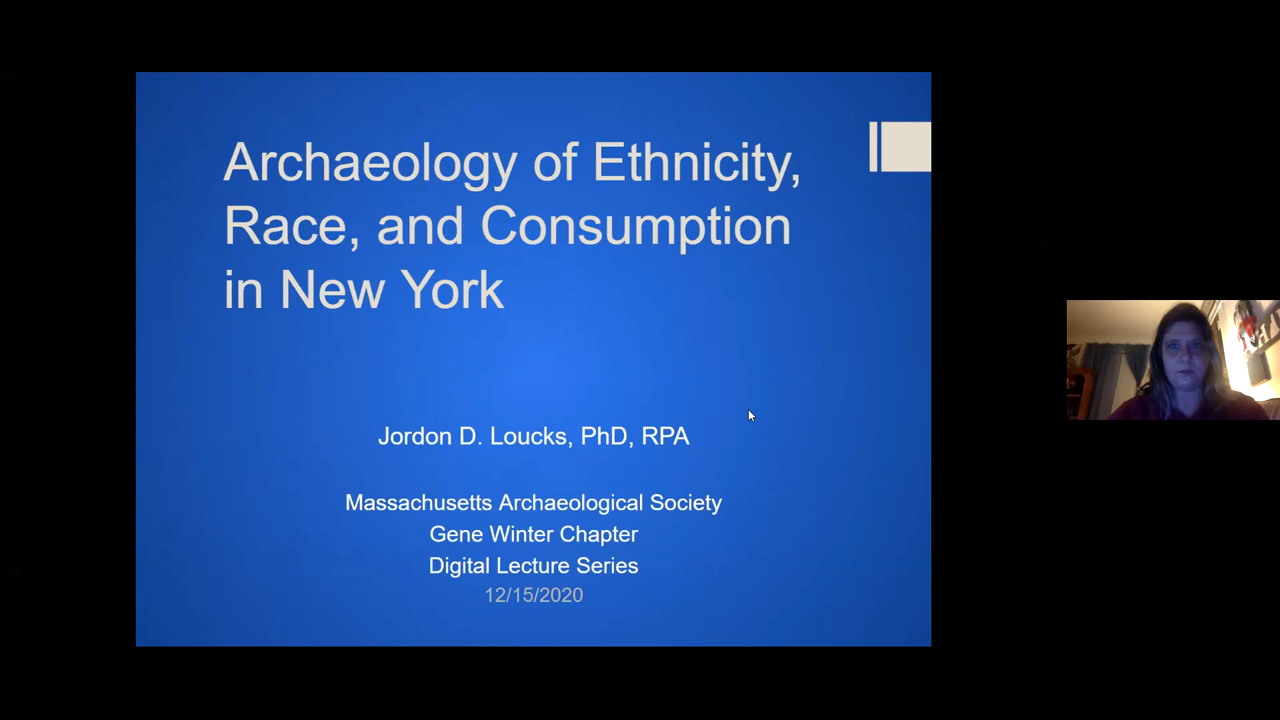 Archaeology of Ethnicity,
Race, and Consumption
in New York
Jordon D. Loucks, PhD, RPA
Massachusetts Archaeological Society
Gene Winter Chapter
Digital Lecture Series
12/15/2020